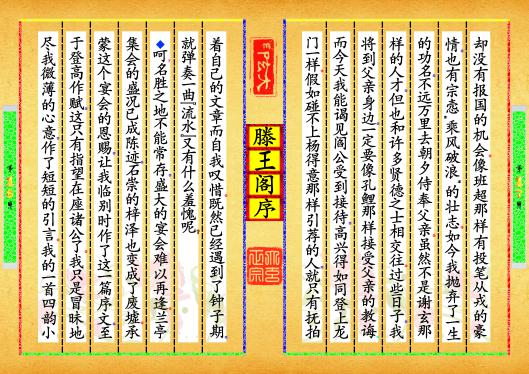 却没有报国的机会像班超那样有投笔从戎的豪
情也有宗悫“乘风破浪”的壮志如今我抛弃了一生
的功名不远万里去朝夕侍奉父亲虽然不是谢玄那
样的人才但也和许多贤德之士相交往过些日子我
将到父亲身边一定要像孔鲤那样接受父亲的教诲
而今天我能谒见阎公受到接待高兴得如同登上龙
门一样假如碰不上杨得意那样引荐的人就只有抚拍
滕王阁序
着自己的文章而自我叹惜既然已经遇到了钟子期
就弹奏一曲《流水》又有什么羞愧呢
呵名胜之地不能常存盛大的宴会难以再逢兰亭
集会的盛况已成陈迹石崇的梓泽也变成了废墟承
蒙这个宴会的恩赐让我临别时作了这一篇序文至
于登高作赋这只有指望在座诸公了我只是冒昧地
尽我微薄的心意作了短短的引言我的一首四韵小